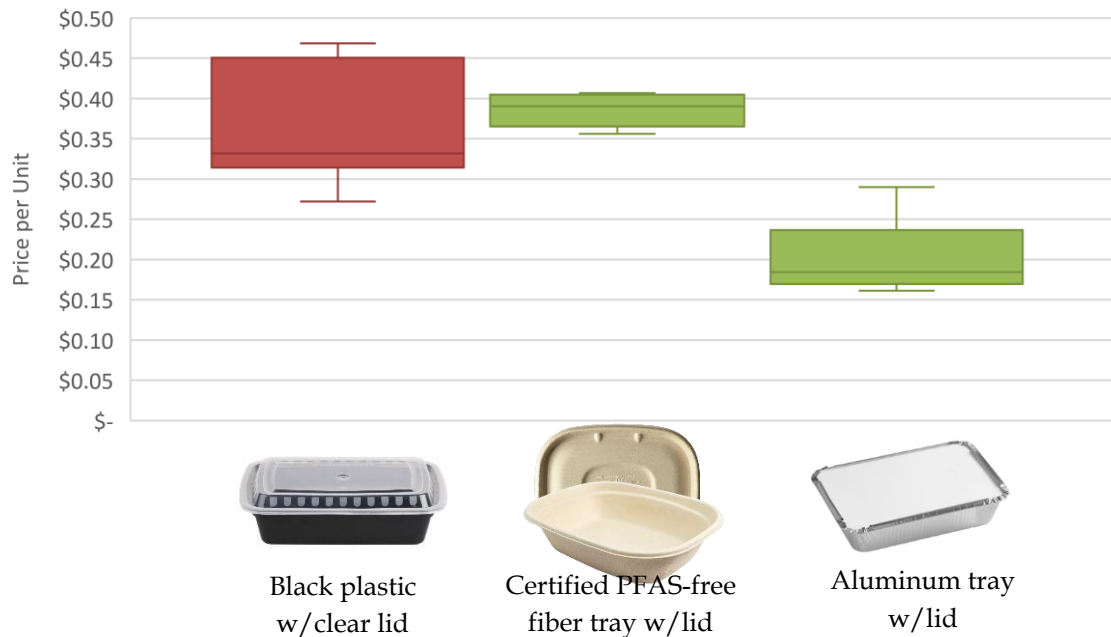 $0.50
$0.45
$0.40
$0.35
$0.30
$0.25
$0.20
$0.15
$0.10
$0.05
$-
Price per Unit
Black plastic
w/clear lid
Certified PFAS-free
fiber tray w/lid
Aluminum tray
w/lid